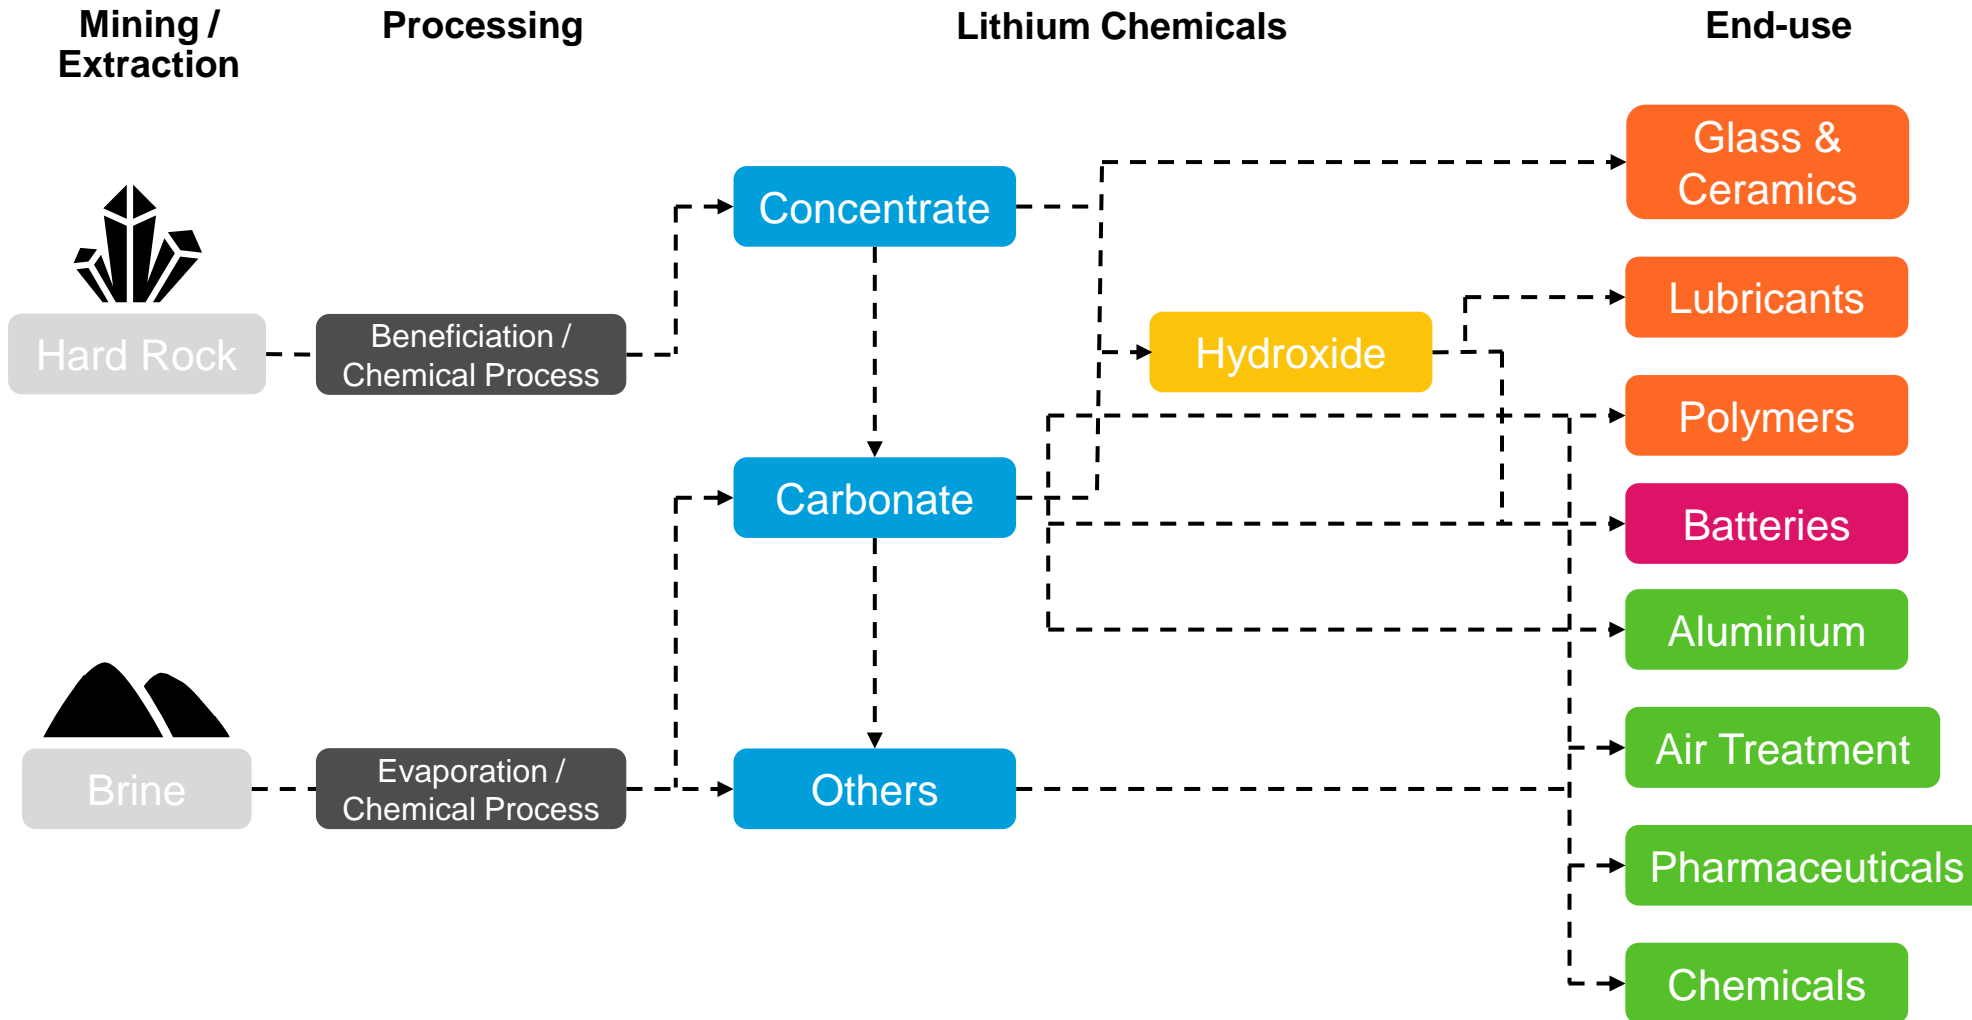 Mining /
Extraction
Processing
Lithium Chemicals
End-use
Glass &
Ceramics
Concentrate
Lubricants
Hard Rock
Beneficiation /
Chemical Process
Hydroxide
Polymers
Carbonate
Batteries
Aluminium
Air Treatment
Brine
Evaporation /
Chemical Process
Others
Pharmaceuticals
Chemicals